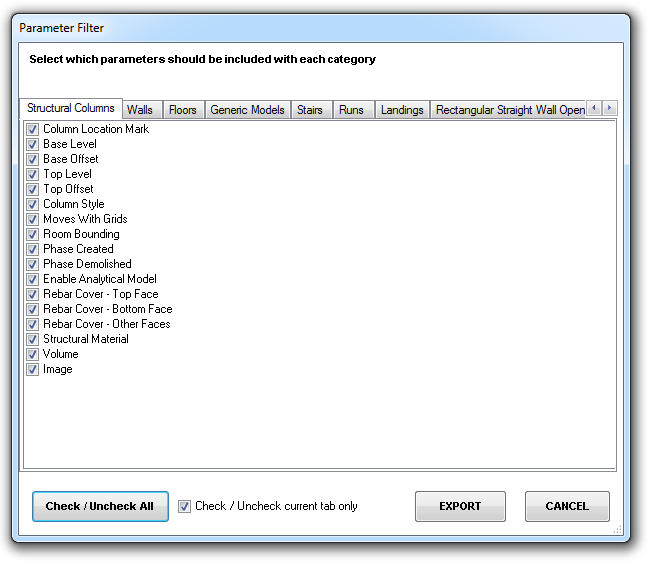 Parameter Filter
Select which parameters should be included with each category
Structural Columns Walls Floors Generic Models Stairs Runs Landings Rectangular Straight Wall Open
Column Location Mark
Base Level
Base Offset
Top Level
Top Offset
Column Style
Moves With Grids
Room Bounding
Phase Created
Phase Demolished
Enable Analytical Model
Rebar Cover - Top Face
Rebar Cover - Bottom Face
Rebar Cover - Other Faces
Structural Material
Volume
Image
Check / Uncheck All Check / Uncheck current tab only EXPORT CANCEL